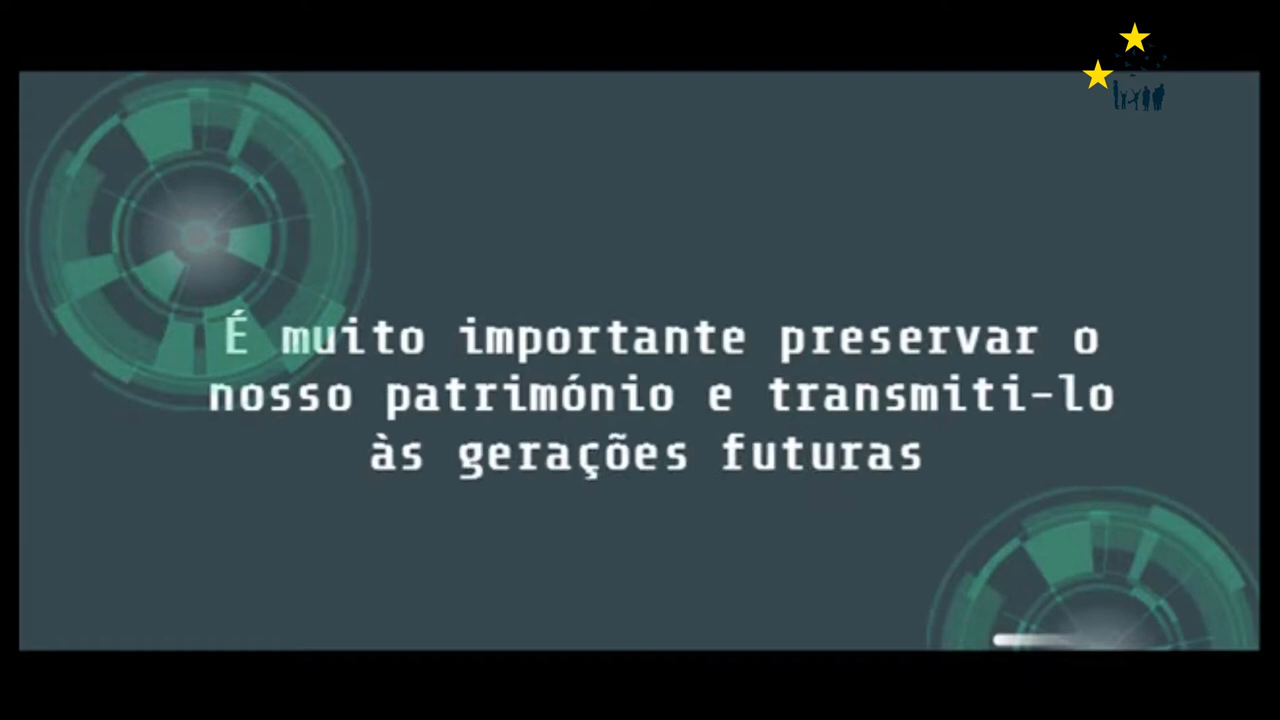 É muito importante preservar o
nosso património e transmiti-lo
às gerações futuras